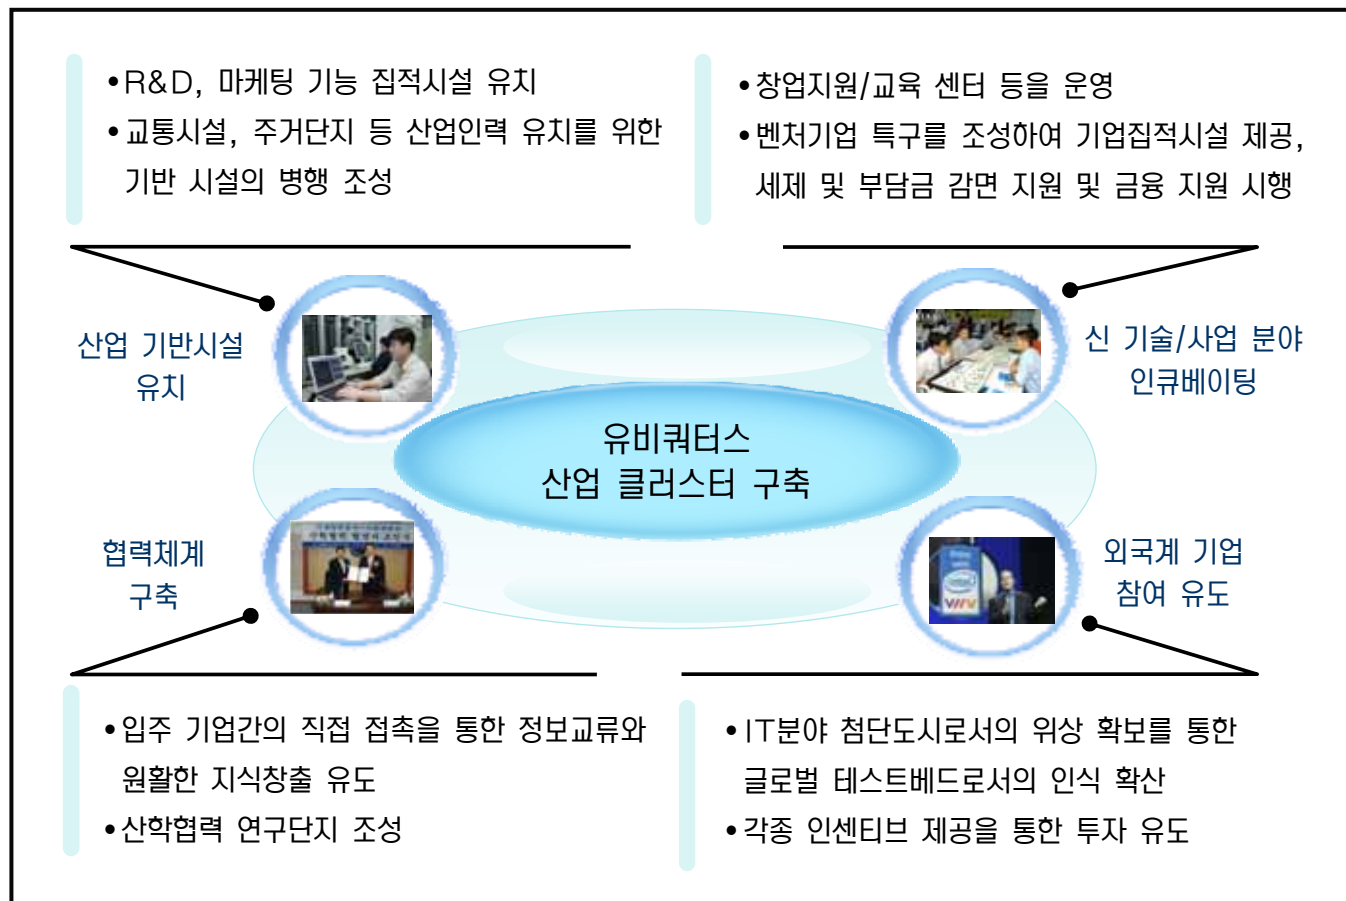 •R&D, 마케팅 기능 집적시설 유치
•교통시설, 주거단지 등 산업인력 유치를 위한
기반 시설의 병행 조성
•창업지원/교육 센터 등을 운영
•벤처기업 특구를 조성하여 기업집적시설 제공,
세제 및 부담금 감면 지원 및 금융 지원 시행
산업 기반시설
유치
신 기술/사업 분야
인큐베이팅
유비쿼터스
산업 클러스터 구축
협력체계
구축
외국계 기업
참여 유도
intel
VIIV
•입주 기업간의 직접 접촉을 통한 정보교류와
원활한 지식창출 유도
•산학협력 연구단지 조성
•IT분야 첨단도시로서의 위상 확보를 통한
글로벌 테스트베드로서의 인식 확산
•각종 인센티브 제공을 통한 투자 유도